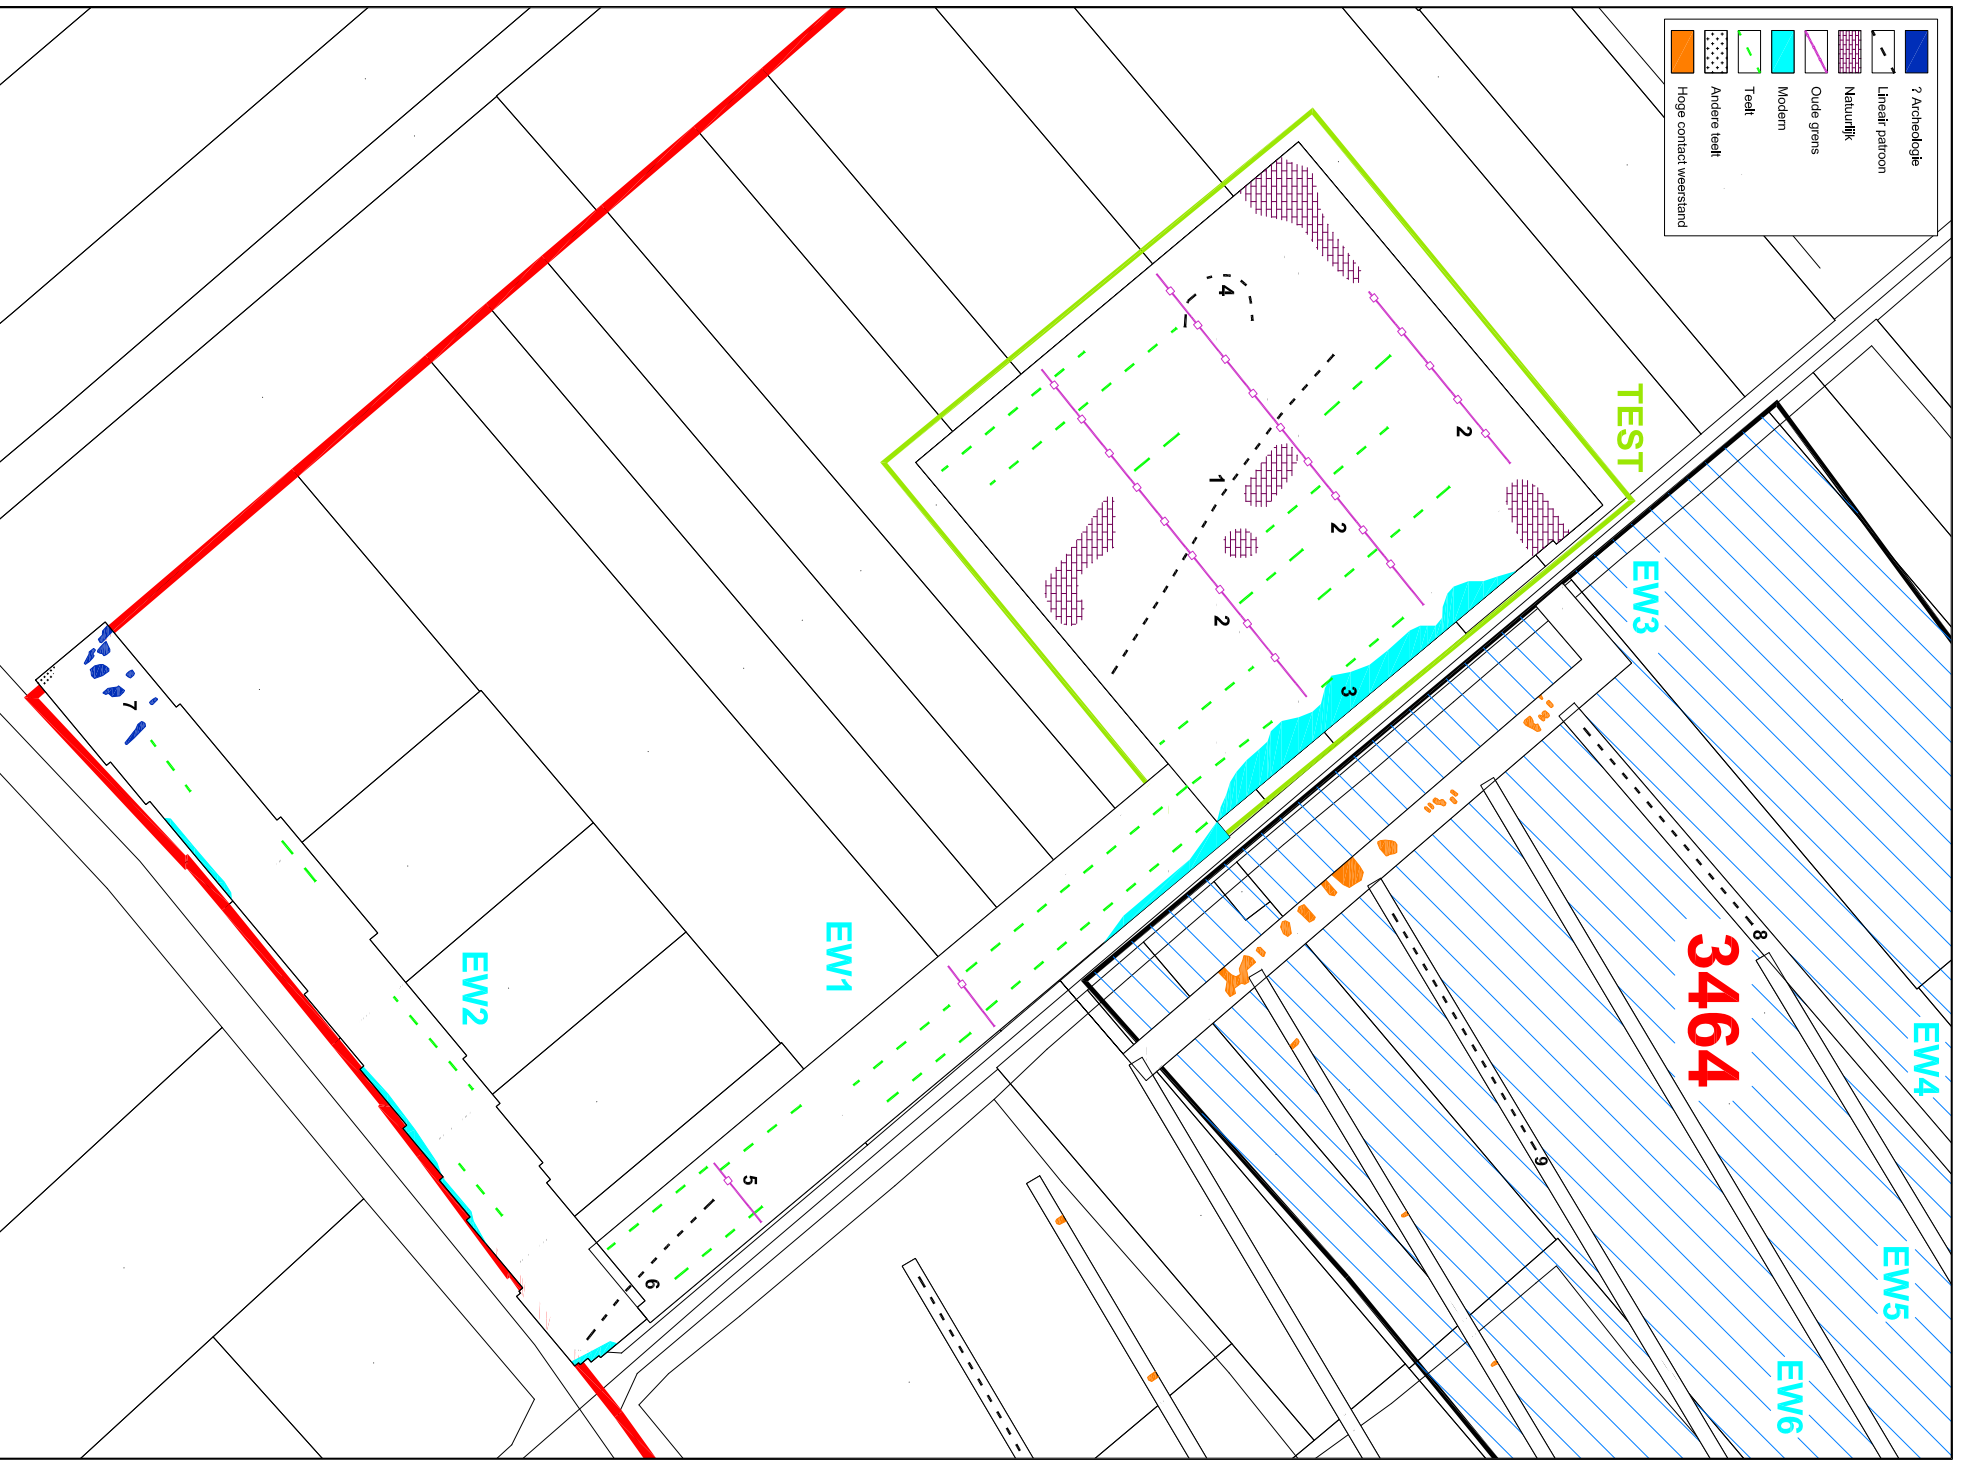 ? Archeologie
Lineair patroon
Natuurlijk
Oude grens
Modern
Teelt
Andere teelt
Hoge contact weerstand
TEST
EW3
3464
EW4
EW5
EW6
EW1
EW2
1
2
2
2
3
4
5
6
7
8
9